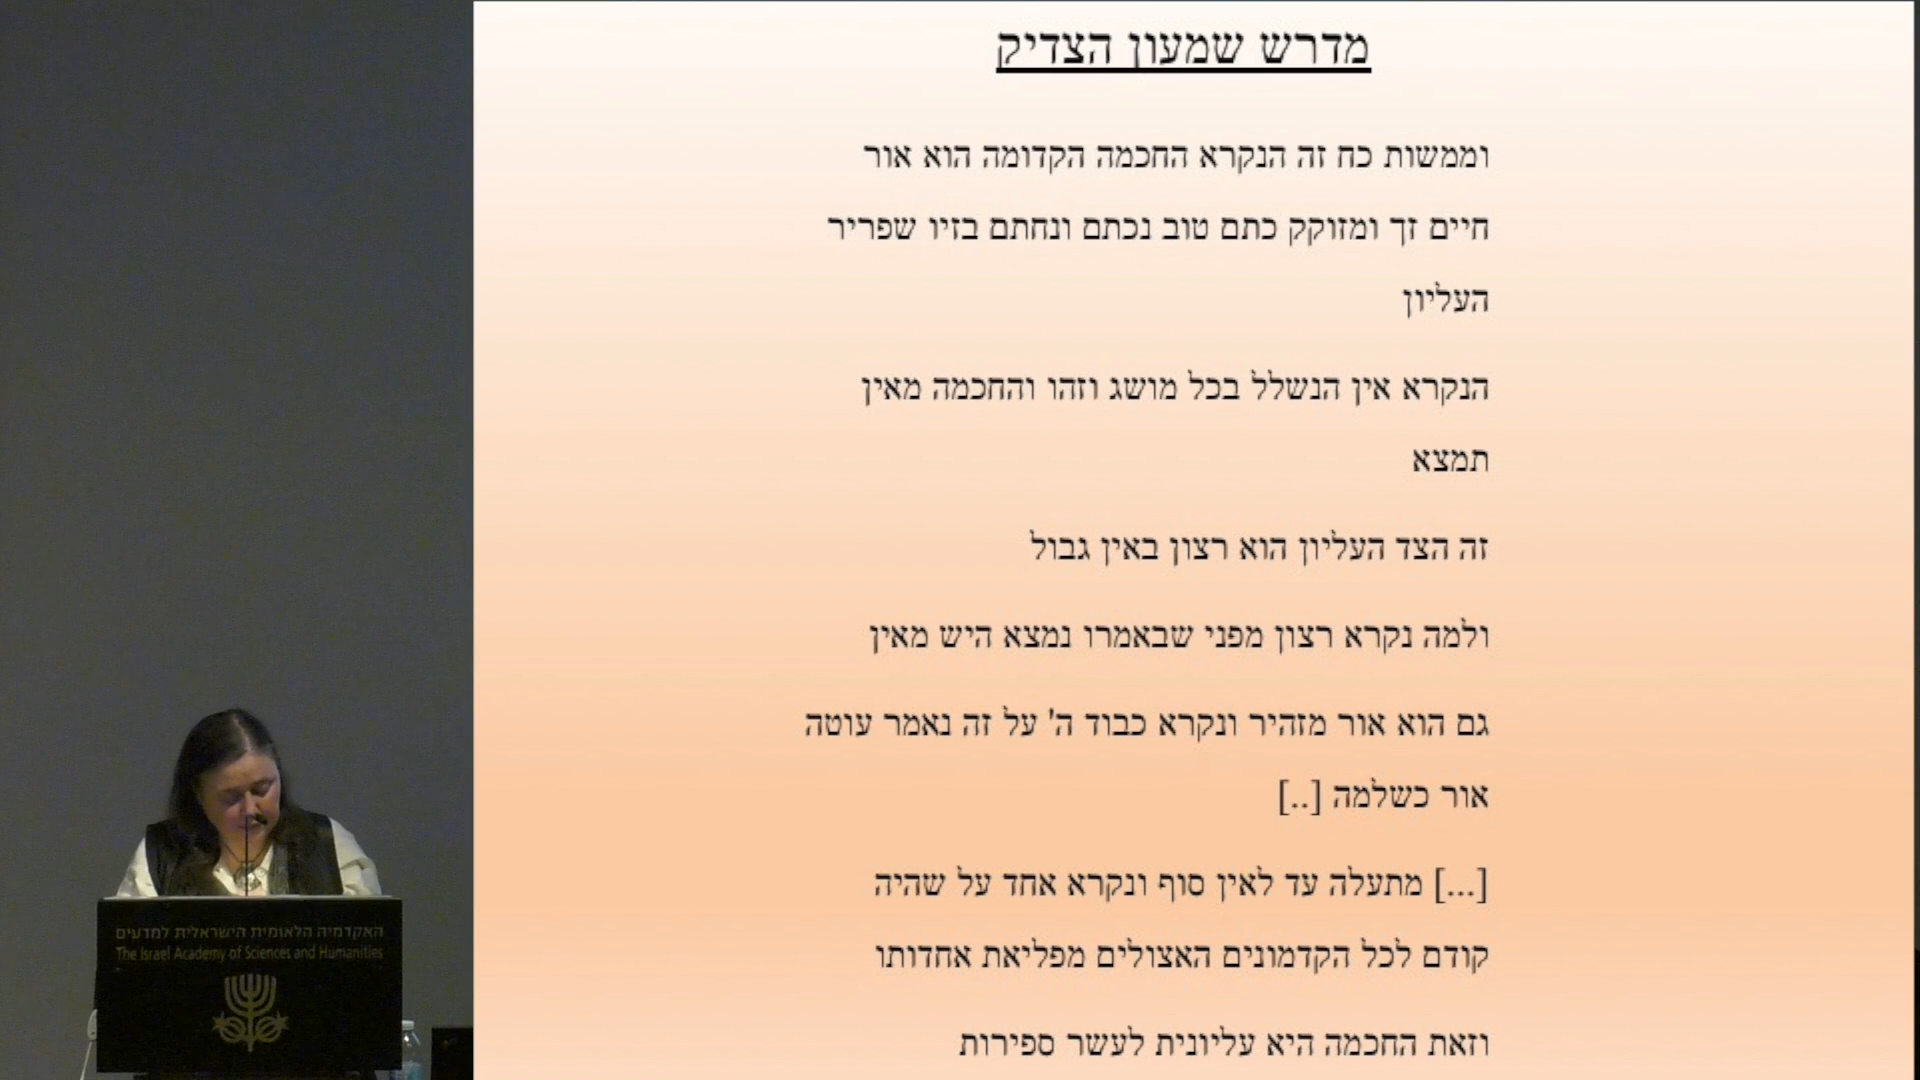 מדרש שמעון הצדיק
וממשות כח זה הנקרא החכמה הקדומה הוא אור
חיים זך ומזוקק כתם טוב נכתם ונחתם בזיו שפריר
העליון
הנקרא אין הנשלל בכל מושג וזהו והחכמה מאין
תמצא
זה הצד העליון הוא רצון באין גבול
ולמה נקרא רצון מפני שבאמרו נמצא היש מאין
גם הוא אור מזהיר ונקרא כבוד ה' על זה נאמר עוטה
אור כשלמה [..]
[...] מתעלה עד לאין סוף ונקרא אחד על שהיה
קודם לכל הקדמונים האצולים מפליאת אחדותו
וזאת החכמה היא עליונית לעשר ספירות
האקדמיה הלאומית הישראלית למדעים
The Israel Academy of Sciences and Humanities